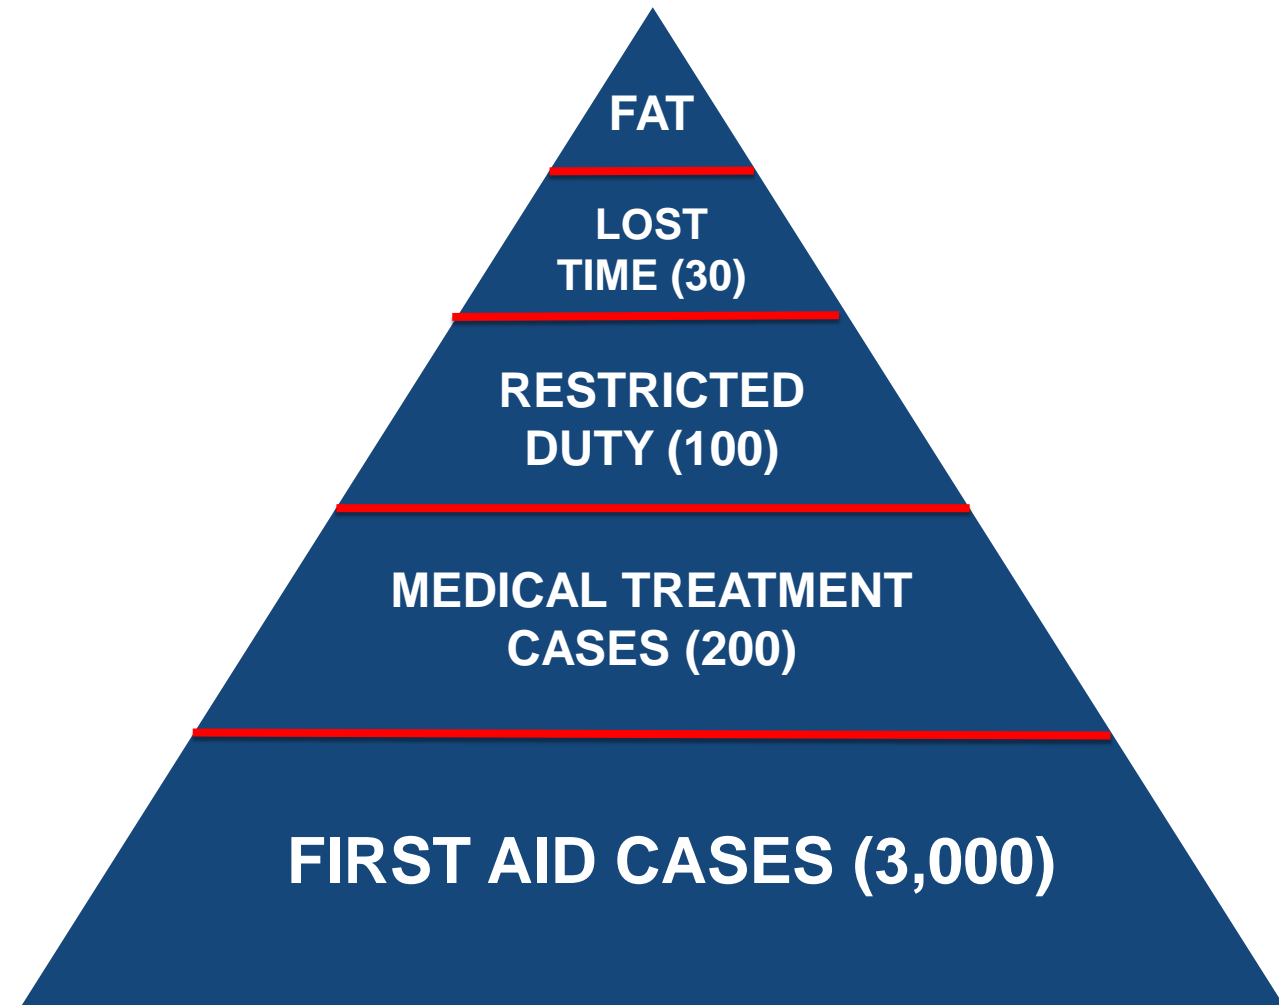 FAT
LOST
TIME (30)
RESTRICTED
DUTY (100)
MEDICAL TREATMENT
CASES (200)
FIRST AID CASES (3,000)